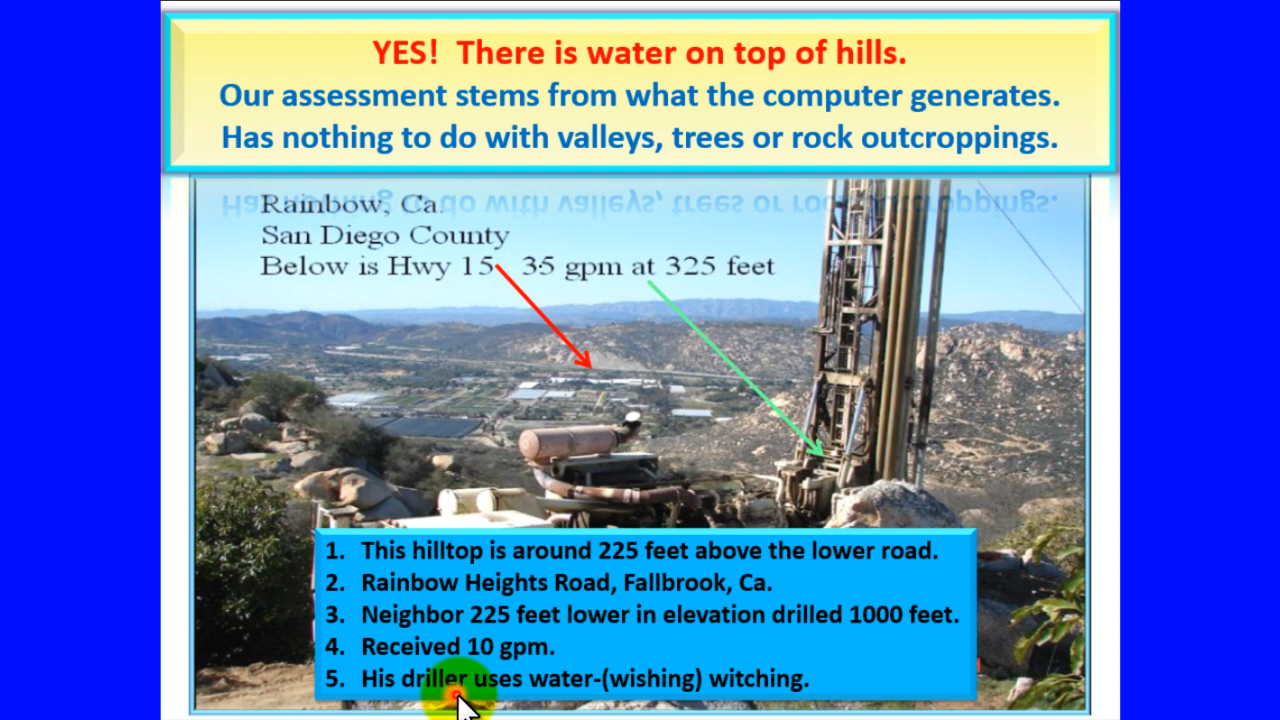 YES! There is water on top of hills.
Our assessment stems from what the computer generates.
Has nothing to do with valleys, trees or rock outcroppings.
Rainbow, Ca.
San Diego County
Below is Hwy 15 35 gpm at 325 feet
1. This hilltop is around 225 feet above the lower road.
2. Rainbow Heights Road, Fallbrook, Ca.
3. Neighbor 225 feet lower in elevation drilled 1000 feet.
4. Received 10 gpm.
5. His driller uses water-(wishing) witching.